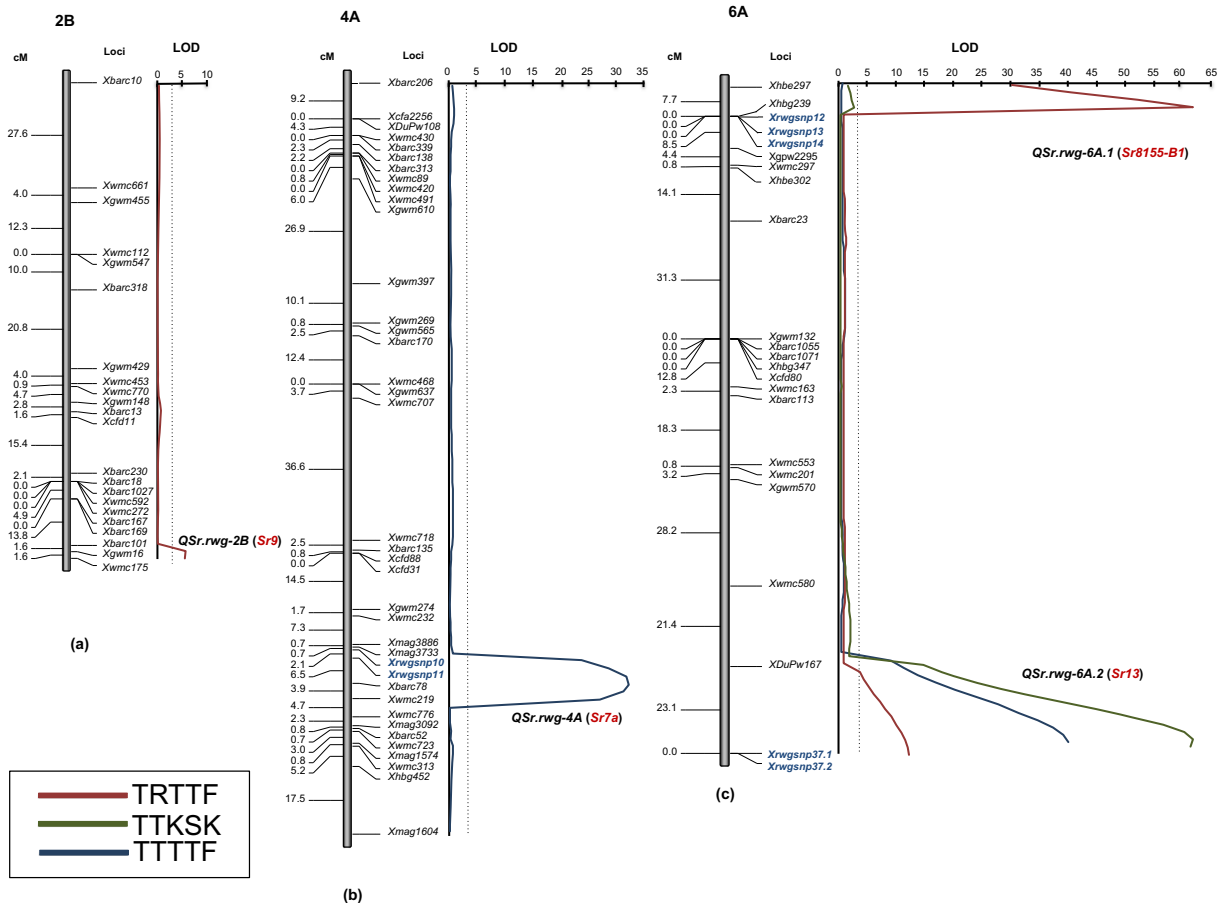 2B
cM
Loci
LOD
0 5 10
27.6
4.0
12.3
0.0
10.0
20.8
4.0
0.9
4.7
2.8
1.6
15.4
2.1
0.0
0.0
0.0
4.9
0.0
13.8
1.6
1.6
Xbarc10
Xwmc661
Xgwm455
Xwmc112
Xgwm547
Xbarc318
Xgwm429
Xwmc453
Xwmc770
Xgwm148
Xbarc13
Xcfd11
Xbarc230
Xbarc18
Xbarc1027
Xwmc592
Xwmc272
Xbarc167
Xbarc169
Xbarc101
Xgwm16
Xwmc175
QSr.rwg-2B (Sr9)
(a)
4A
cM
Loci
LOD
0 5 10 15 20 25 30 35
9.2
0.0
4.3
0.0
2.3
2.2
0.0
0.8
0.0
6.0
26.9
10.1
0.8
2.5
12.4
0.0
3.7
36.6
2.5
0.8
0.0
14.5
1.7
7.3
0.7
0.7
2.1
6.5
3.9
4.7
2.3
0.8
0.7
3.0
0.8
5.2
17.5
Xbarc206
Xcfa2256
XDuPw108
Xwmc430
Xbarc339
Xbarc138
Xbarc313
Xwmc89
Xwmc420
Xwmc491
Xgwm610
Xgwm397
Xgwm269
Xgwm565
Xbarc170
Xwmc468
Xgwm637
Xwmc707
Xwmc718
Xbarc135
Xcfd88
Xcfd31
Xgwm274
Xwmc232
Xmag3886
Xmag3733
Xrwgsnp10
Xrwgsnp11
Xbarc78
Xwmc219
Xwmc776
Xmag3092
Xbarc52
Xwmc723
Xmag1574
Xwmc313
Xhbg452
Xmag1604
QSr.rwg-4A (Sr7a)
(b)
6A
cM
Loci
LOD
0 5 10 15 20 25 30 35 40 45 50 55 60 65
7.7
0.0
0.0
0.0
8.5
4.4
0.8
14.1
31.3
0.0
0.0
0.0
0.0
12.8
2.3
18.3
0.8
3.2
28.2
21.4
23.1
0.0
Xhbe297
Xhbg239
Xrwgsnp12
Xrwgsnp13
Xrwgsnp14
Xgpw2295
Xwmc297
Xhbe302
Xbarc23
Xgwm132
Xbarc1055
Xbarc1071
Xhbg347
Xcfd80
Xwmc163
Xbarc113
Xwmc553
Xwmc201
Xgwm570
Xwmc580
XDuPw167
Xrwgsnp37.1
Xrwgsnp37.2
QSr.rwg-6A.1 (Sr8155-B1)
QSr.rwg-6A.2 (Sr13)
(c)
TRTTF
TTKSK
TTTTF